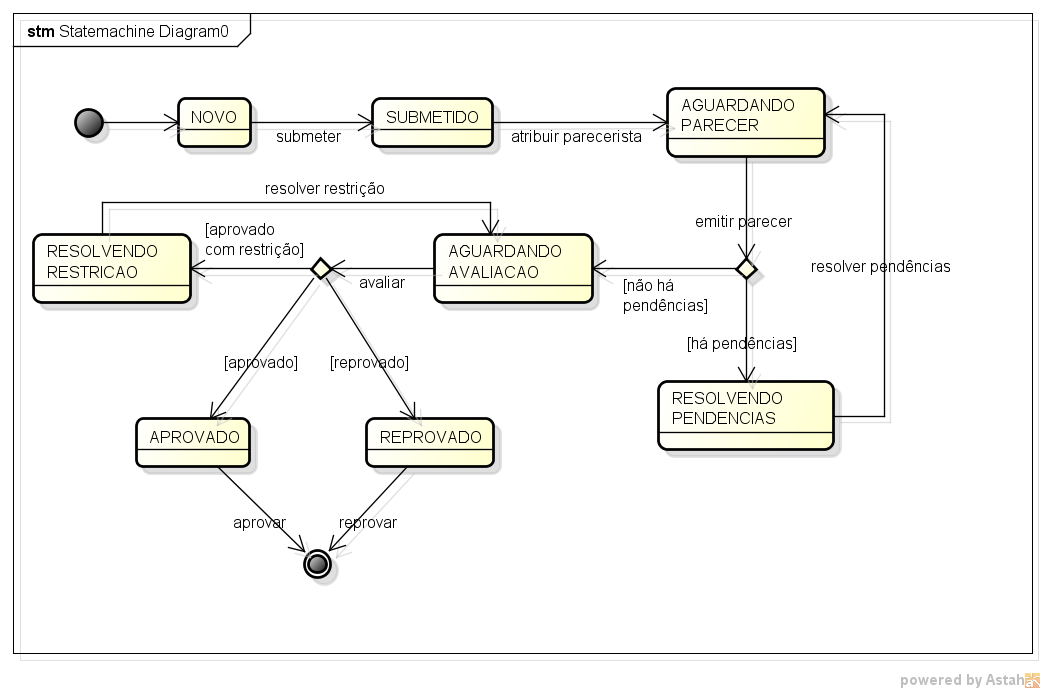 stm Statemachine Diagram0
NOVO
submeter
SUBMETIDO
atribuir parecerista
AGUARDANDO
PARECER
resolver restrição
emitir parecer
RESOLVENDO
RESTRICAO
[aprovado
com restrição]
avaliar
AGUARDANDO
AVALIACAO
[não há
pendências]
resolver pendências
[há pendências]
[aprovado]
[reprovado]
RESOLVENDO
PENDENCIAS
APROVADO
REPROVADO
aprovar
reprovar
powered by Astah